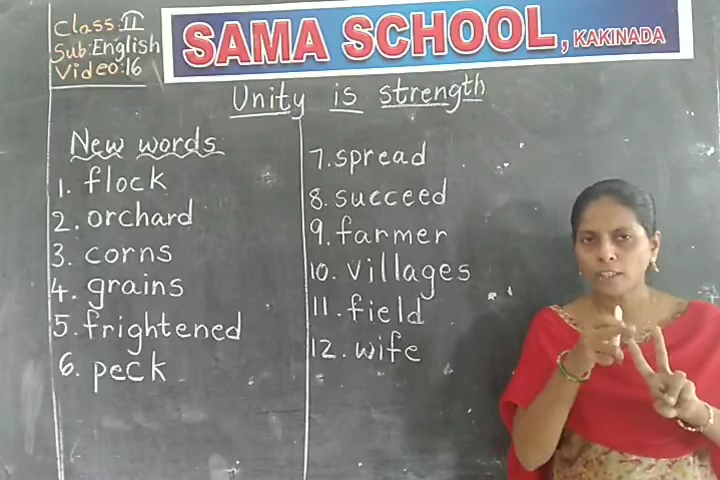 Class: II
Sub: English
Video: 16
SAMA SCHOOL, KAKINADA
Unity is strength
New words
1. flock
2. orchard
3. corns
4. grains
5. frightened
6. peck
7. spread
8. succeed
9. farmer
10. villages
11. field
12. wife